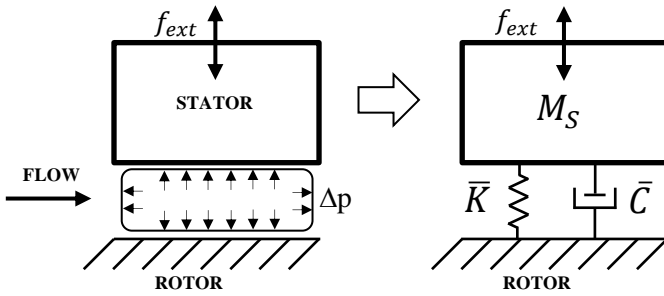 f_ext
STATOR
FLOW
Δp
ROTOR
f_ext
M_S
K̅
C̅
ROTOR